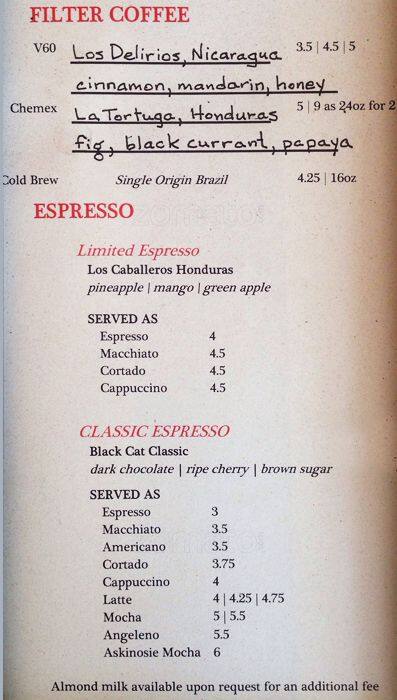 FILTER COFFEE
V60 Los Delirios, Nicaragua 3.5 | 4.5 | 5
cinnamon, mandarin, honey
Chemex La Tortuga, Honduras 5 | 9 as 24oz for 2
fig, black currant, papaya
Cold Brew Single Origin Brazil 4.25 | 16oz
ESPRESSO
Limited Espresso
Los Caballeros Honduras
pineapple | mango | green apple
SERVED AS
Espresso 4
Macchiato 4.5
Cortado 4.5
Cappuccino 4.5
CLASSIC ESPRESSO
Black Cat Classic
dark chocolate | ripe cherry | brown sugar
SERVED AS
Espresso 3
Macchiato 3.5
Americano 3.5
Cortado 3.75
Cappuccino 4
Latte 4 | 4.25 | 4.75
Mocha 5 | 5.5
Angeleno 5.5
Askinosie Mocha 6
Almond milk available upon request for an additional fee